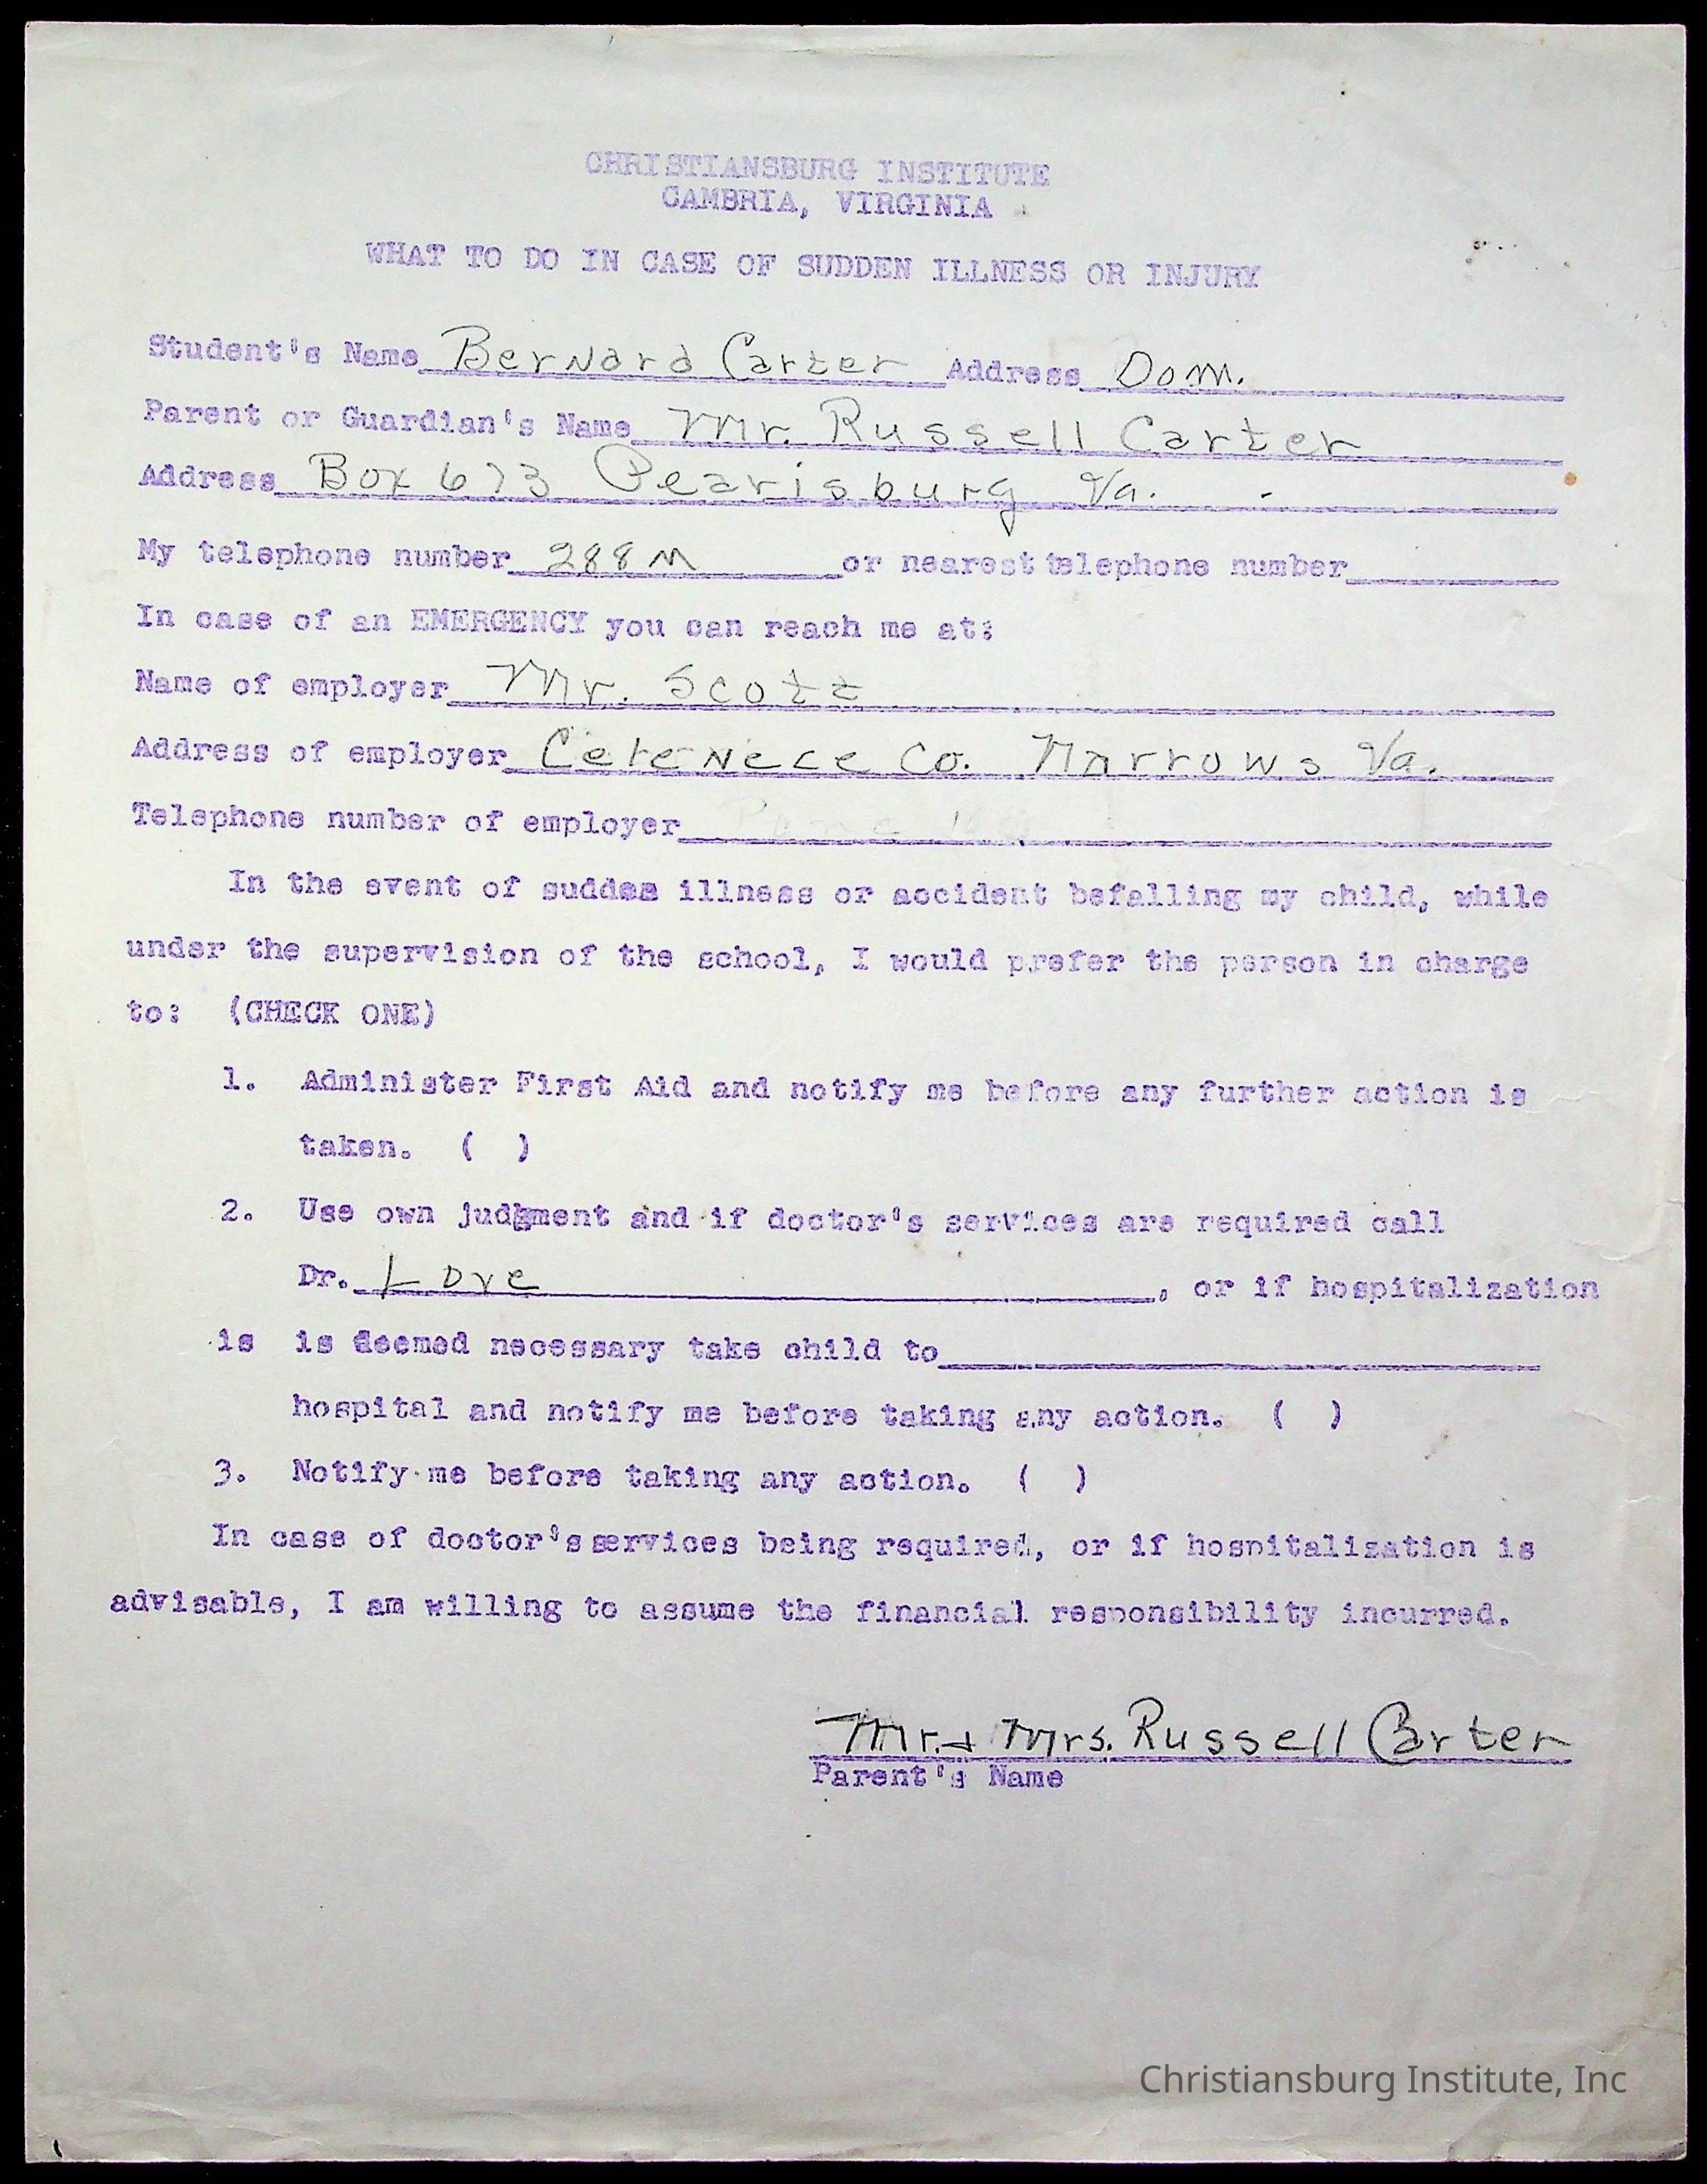 CHRISTIANSBURG INSTITUTE
CAMBRIA, VIRGINIA
WHAT TO DO IN CASE OF SUDDEN ILLNESS OR INJURY
Student's Name Bernard Carter Address Dom.
Parent or Guardian's Name Mr. Russell Carter
Address Box 673 Pearisburg Va.
My telephone number 288M or nearest telephone number
In case of an EMERGENCY you can reach me at:
Name of employer Mr. Scott
Address of employer Co. Narrows Va.
Telephone number of employer
In the event of sudden illness or accident befalling my child, while
under the supervision of the school, I would prefer the person in charge
to: (CHECK ONE)
1. Administer First Aid and notify me before any further action is
taken. ( )
2. Use own judgment and if doctor's services are required call
Dr. Love, or if hospitalization
is is deemed necessary take child to
hospital and notify me before taking any action. ( )
3. Notify me before taking any action. ( )
In case of doctor's services being required, or if hospitalization is
advisable, I am willing to assume the financial responsibility incurred.
Mr. + Mrs. Russell Carter
Parent's Name
Christiansburg Institute, Inc